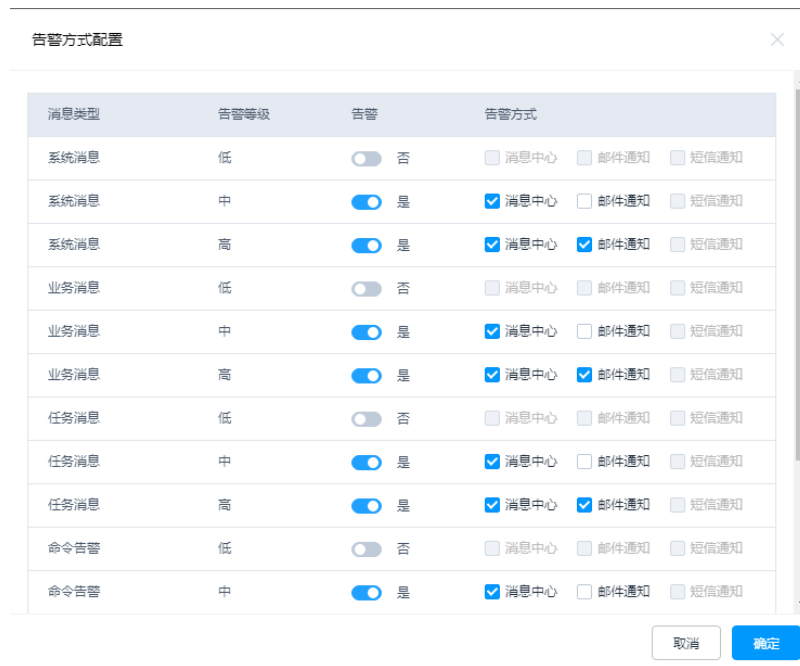 告警方式配置
消息类型 告警等级 告警 告警方式
系统消息 低 否 消息中心 邮件通知 短信通知
系统消息 中 是 消息中心 邮件通知 短信通知
系统消息 高 是 消息中心 邮件通知 短信通知
业务消息 低 否 消息中心 邮件通知 短信通知
业务消息 中 是 消息中心 邮件通知 短信通知
业务消息 高 是 消息中心 邮件通知 短信通知
任务消息 低 否 消息中心 邮件通知 短信通知
任务消息 中 是 消息中心 邮件通知 短信通知
任务消息 高 是 消息中心 邮件通知 短信通知
命令告警 低 否 消息中心 邮件通知 短信通知
命令告警 中 是 消息中心 邮件通知 短信通知
取消 确定